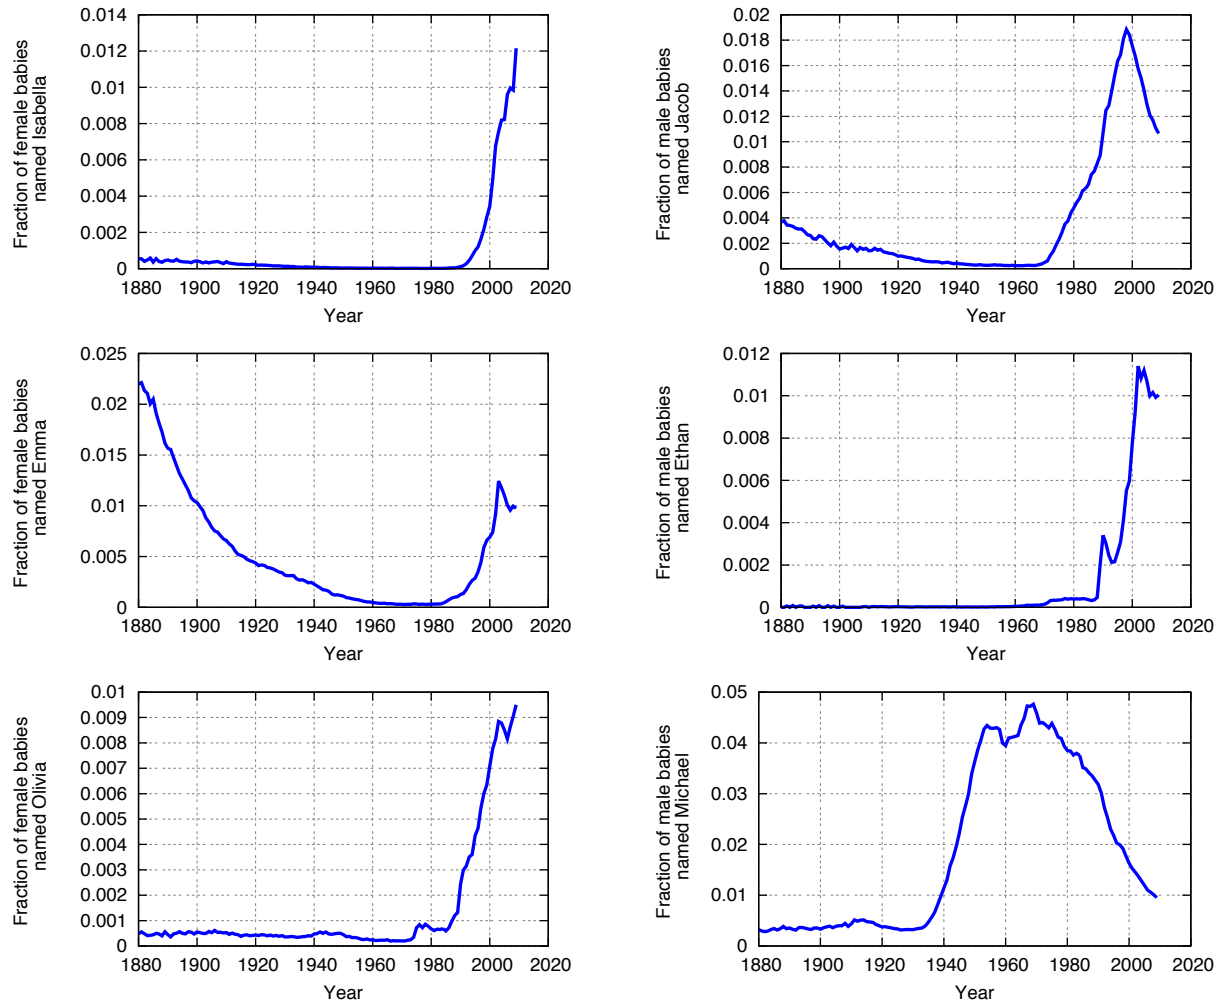 Fraction of female babies
named Isabella
0.014
0.012
0.01
0.008
0.006
0.004
0.002
0
1880 1900 1920 1940 1960 1980 2000 2020
Year
Fraction of male babies
named Jacob
0.02
0.018
0.016
0.014
0.012
0.01
0.008
0.006
0.004
0.002
0
1880 1900 1920 1940 1960 1980 2000 2020
Year
Fraction of female babies
named Emma
0.025
0.02
0.015
0.01
0.005
0
1880 1900 1920 1940 1960 1980 2000 2020
Year
Fraction of male babies
named Ethan
0.012
0.01
0.008
0.006
0.004
0.002
0
1880 1900 1920 1940 1960 1980 2000 2020
Year
Fraction of female babies
named Olivia
0.01
0.009
0.008
0.007
0.006
0.005
0.004
0.003
0.002
0.001
0
1880 1900 1920 1940 1960 1980 2000 2020
Year
Fraction of male babies
named Michael
0.05
0.04
0.03
0.02
0.01
0
1880 1900 1920 1940 1960 1980 2000 2020
Year